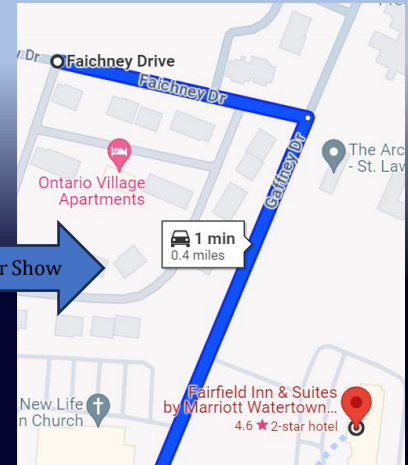 Dr
Faichney Drive
Faichney Dr
Gaffney Dr
The Arc
- St. Law
Ontario Village
Apartments
1 min
0.4 miles
r Show
Fairfield Inn & Suites
by Marriott Watertown...
4.6 ★ 2-star hotel
New Life
n Church